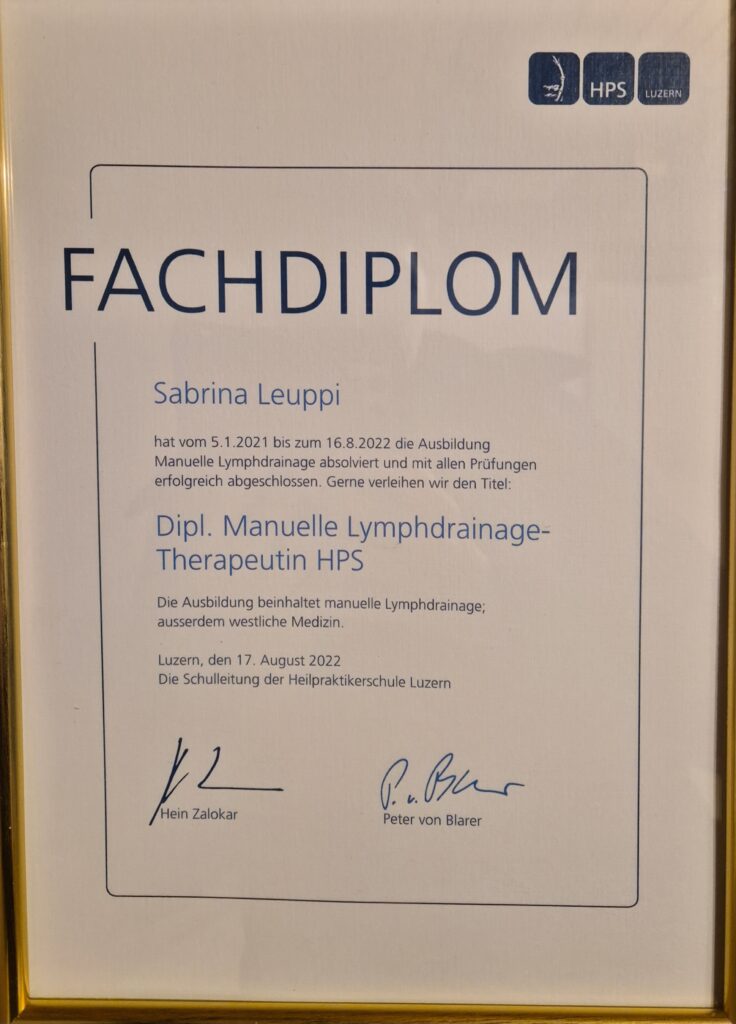 HPS LUZERN
FACHDIPLOM
Sabrina Leuppi
hat vom 5.1.2021 bis zum 16.8.2022 die Ausbildung
Manuelle Lymphdrainage absolviert und mit allen Prüfungen
erfolgreich abgeschlossen. Gerne verleihen wir den Titel:
Dipl. Manuelle Lymphdrainage-
Therapeutin HPS
Die Ausbildung beinhaltet manuelle Lymphdrainage;
ausserdem westliche Medizin.
Luzern, den 17. August 2022
Die Schulleitung der Heilpraktikerschule Luzern
P. v. Blarer
Hein Zalokar
Peter von Blarer